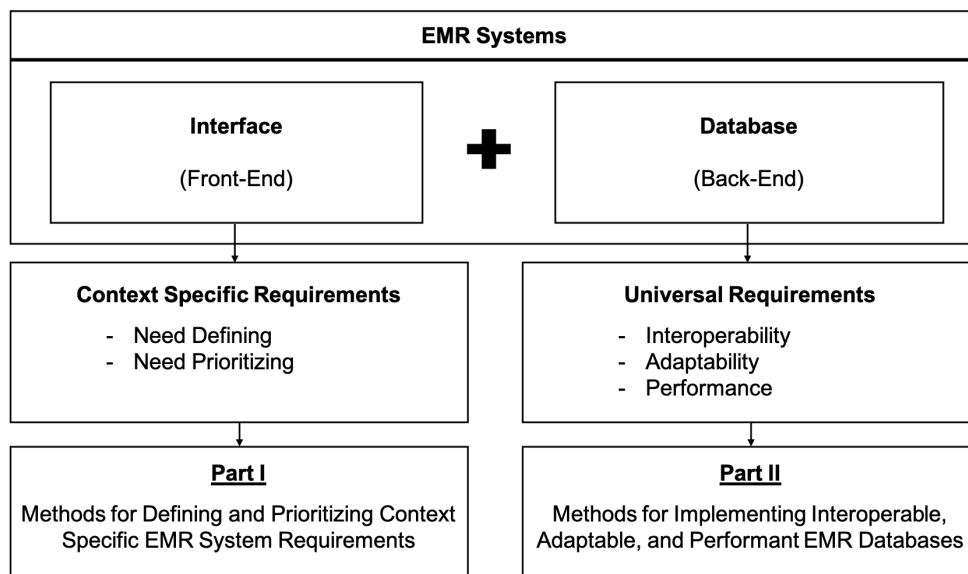 EMR Systems
Interface
(Front-End)
Database
(Back-End)
Context Specific Requirements
- Need Defining
- Need Prioritizing
Universal Requirements
- Interoperability
- Adaptability
- Performance
Part I
Methods for Defining and Prioritizing Context
Specific EMR System Requirements
Part II
Methods for Implementing Interoperable,
Adaptable, and Performant EMR Databases